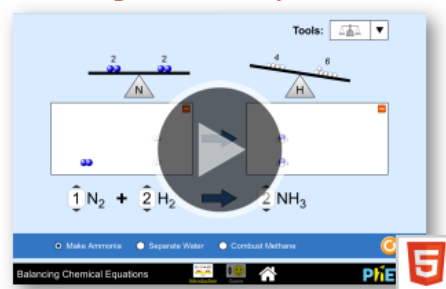 Tools:
2 2 4 6
N H
1 N₂ + 2 H₂ 2 NH₃
Make Ammonia Separate Water Combust Methane
Balancing Chemical Equations Introduction Game PhET
5